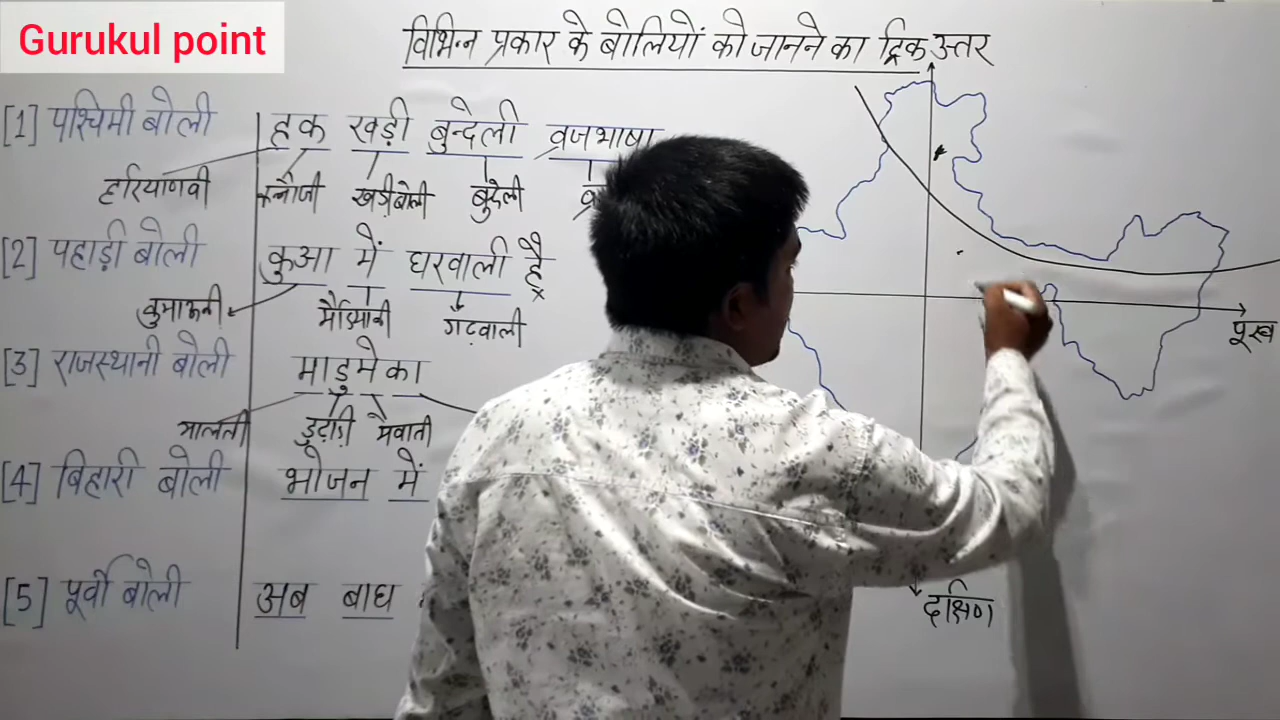 Gurukul point
विभिन्न प्रकार के बोलियों को जानने का ट्रिक
उत्तर
[1] पश्चिमी बोली हक खड़ी बुन्देली ब्रजभाषा
हरियाणवी कन्नौजी खड़ीबोली बुंदेली
[2] पहाड़ी बोली कुआ में घरवाली है
कुमाऊनी गढ़वाली
पूरब
[3] राजस्थानी बोली माडुमेका
मालती मेवाती
[4] बिहारी बोली भोजन में
[5] पूर्वी बोली अब बाघ
दक्षिण